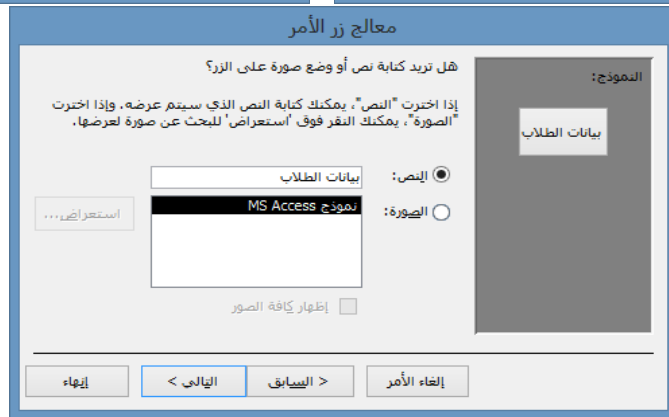 معالج زر الأمر
هل تريد كتابة نص أو وضع صورة على الزر؟
إذا اخترت "النص"، يمكنك كتابة النص الذي سيتم عرضه. وإذا اخترت
"الصورة"، يمكنك النقر فوق 'استعراض' للبحث عن صورة لعرضها.
النموذج:
بيانات الطلاب
النص: بيانات الطلاب
الصورة: نموذج MS Access
استعراض...
إظهار كافة الصور
إلغاء الأمر < السابق التالي > إنهاء